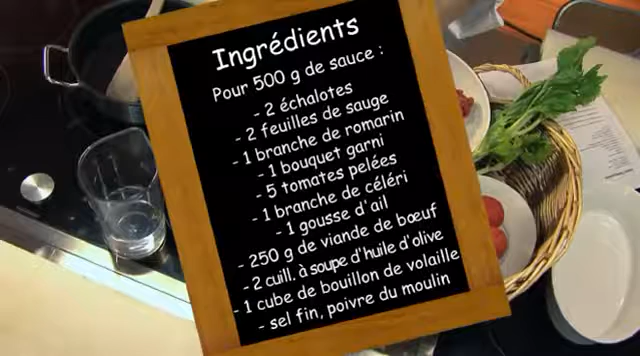 Ingrédients
Pour 500 g de sauce :
- 2 échalotes
- 2 feuilles de sauge
- 1 branche de romarin
- 1 bouquet garni
- 5 tomates pelées
- 1 branche de céléri
- 1 gousse d'ail
- 250 g de viande de bœuf
- 2 cuill. à soupe d'huile d'olive
- 1 cube de bouillon de volaille
- sel fin, poivre du moulin